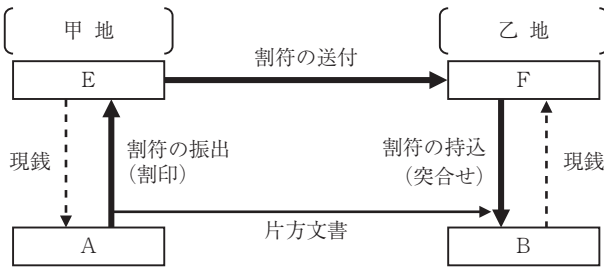 甲 地
乙 地
E
割符の送付
F
現銭
割符の振出
(割印)
割符の持込
(突合せ)
現銭
片方文書
A
B